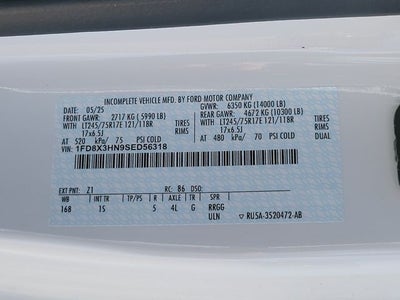 INCOMPLETE VEHICLE MFD. BY FORD MOTOR COMPANY
DATE: 05/25 GVWR: 6350 KG (14000 LB)
FRONT GAWR: 2717 KG (5990 LB) REAR GAWR: 4672 KG (10300 LB)
WITH LT245/75R17E 121/118R TIRES WITH LT245/75R17E 121/118R TIRES
17x6.5J RIMS 17x6.5J RIMS
AT 520 kPa/ 75 PSI COLD AT 480 kPa/ 70 PSI COLD
VIN: 1FD8X3HN9SED56318
EXT PNT: Z1 RC: 86 DSO:
WB INT TR TP/PS R AXLE TR SPR
168 1S 5 4L G RRGG
ULN RU5A-3520472-AB